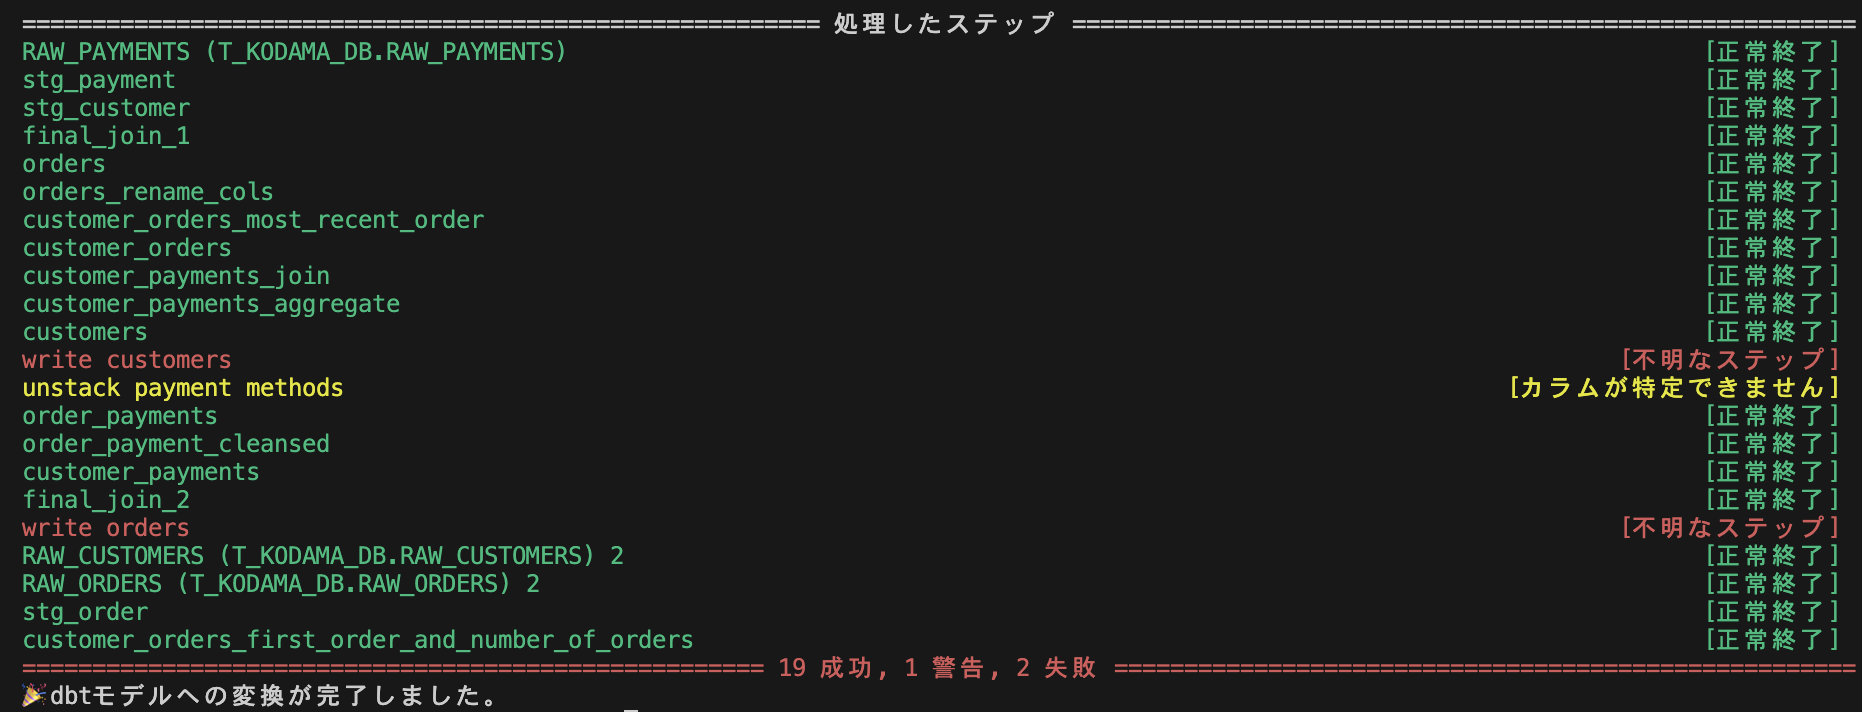 ========================================================= 処理したステップ ========================================================
RAW_PAYMENTS (T_KODAMA_DB.RAW_PAYMENTS) [正常終了]
stg_payment [正常終了]
stg_customer [正常終了]
final_join_1 [正常終了]
orders [正常終了]
orders_rename_cols [正常終了]
customer_orders_most_recent_order [正常終了]
customer_orders [正常終了]
customer_payments_join [正常終了]
customer_payments_aggregate [正常終了]
customers [正常終了]
write customers [不明なステップ]
unstack payment methods [カラムが特定できません]
order_payments [正常終了]
order_payment_cleansed [正常終了]
customer_payments [正常終了]
final_join_2 [正常終了]
write orders [不明なステップ]
RAW_CUSTOMERS (T_KODAMA_DB.RAW_CUSTOMERS) 2 [正常終了]
RAW_ORDERS (T_KODAMA_DB.RAW_ORDERS) 2 [正常終了]
stg_order [正常終了]
customer_orders_first_order_and_number_of_orders [正常終了]
===================================================== 19 成功, 1 警告, 2 失敗 =====================================================
🎉dbtモデルへの変換が完了しました。